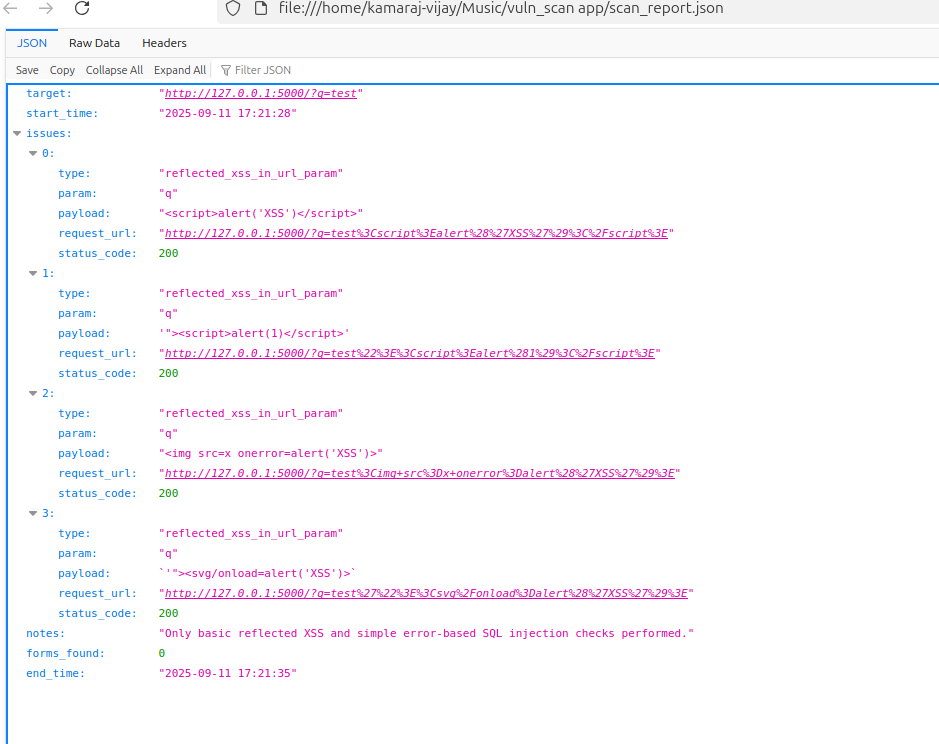 file:///home/kamaraj-vijay/Music/vuln_scan app/scan_report.json
JSON Raw Data Headers
Save Copy Collapse All Expand All Filter JSON
target: "http://127.0.0.1:5000/?q=test"
start_time: "2025-09-11 17:21:28"
issues:
0:
type: "reflected_xss_in_url_param"
param: "q"
payload: "<script>alert('XSS')</script>"
request_url: "http://127.0.0.1:5000/?q=test%3Cscript%3Ealert%28%27XSS%27%29%3C%2Fscript%3E"
status_code: 200
1:
type: "reflected_xss_in_url_param"
param: "q"
payload: '"><script>alert(1)</script>'
request_url: "http://127.0.0.1:5000/?q=test%22%3E%3Cscript%3Ealert%281%29%3C%2Fscript%3E"
status_code: 200
2:
type: "reflected_xss_in_url_param"
param: "q"
payload: "<img src=x onerror=alert('XSS')>"
request_url: "http://127.0.0.1:5000/?q=test%3Cimg+src%3Dx+onerror%3Dalert%28%27XSS%27%29%3E"
status_code: 200
3:
type: "reflected_xss_in_url_param"
param: "q"
payload: `'"><svg/onload=alert('XSS')>`
request_url: "http://127.0.0.1:5000/?q=test%27%22%3E%3Csvg%2Fonload%3Dalert%28%27XSS%27%29%3E"
status_code: 200
notes: "Only basic reflected XSS and simple error-based SQL injection checks performed."
forms_found: 0
end_time: "2025-09-11 17:21:35"